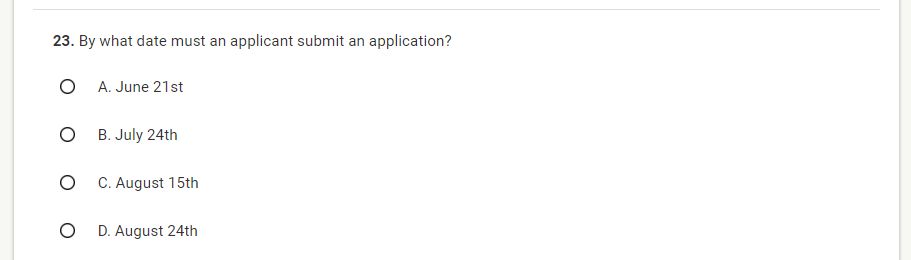 23. By what date must an applicant submit an application?
A. June 21st
B. July 24th
C. August 15th
D. August 24th